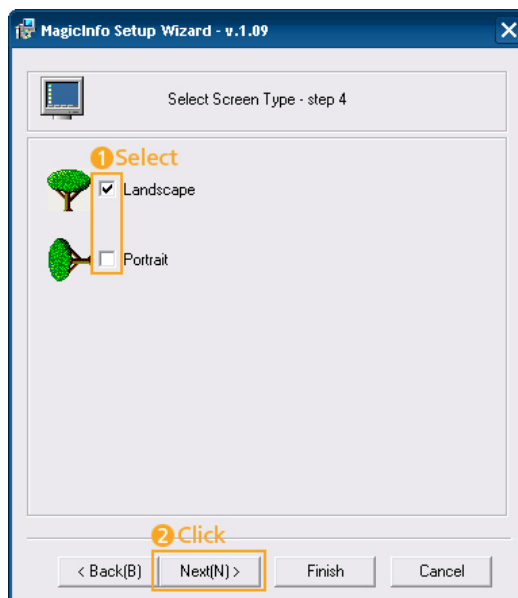 MagicInfo Setup Wizard - v.1.09
Select Screen Type - step 4
1 Select
Landscape
Portrait
2 Click
< Back(B)
Next(N) >
Finish
Cancel